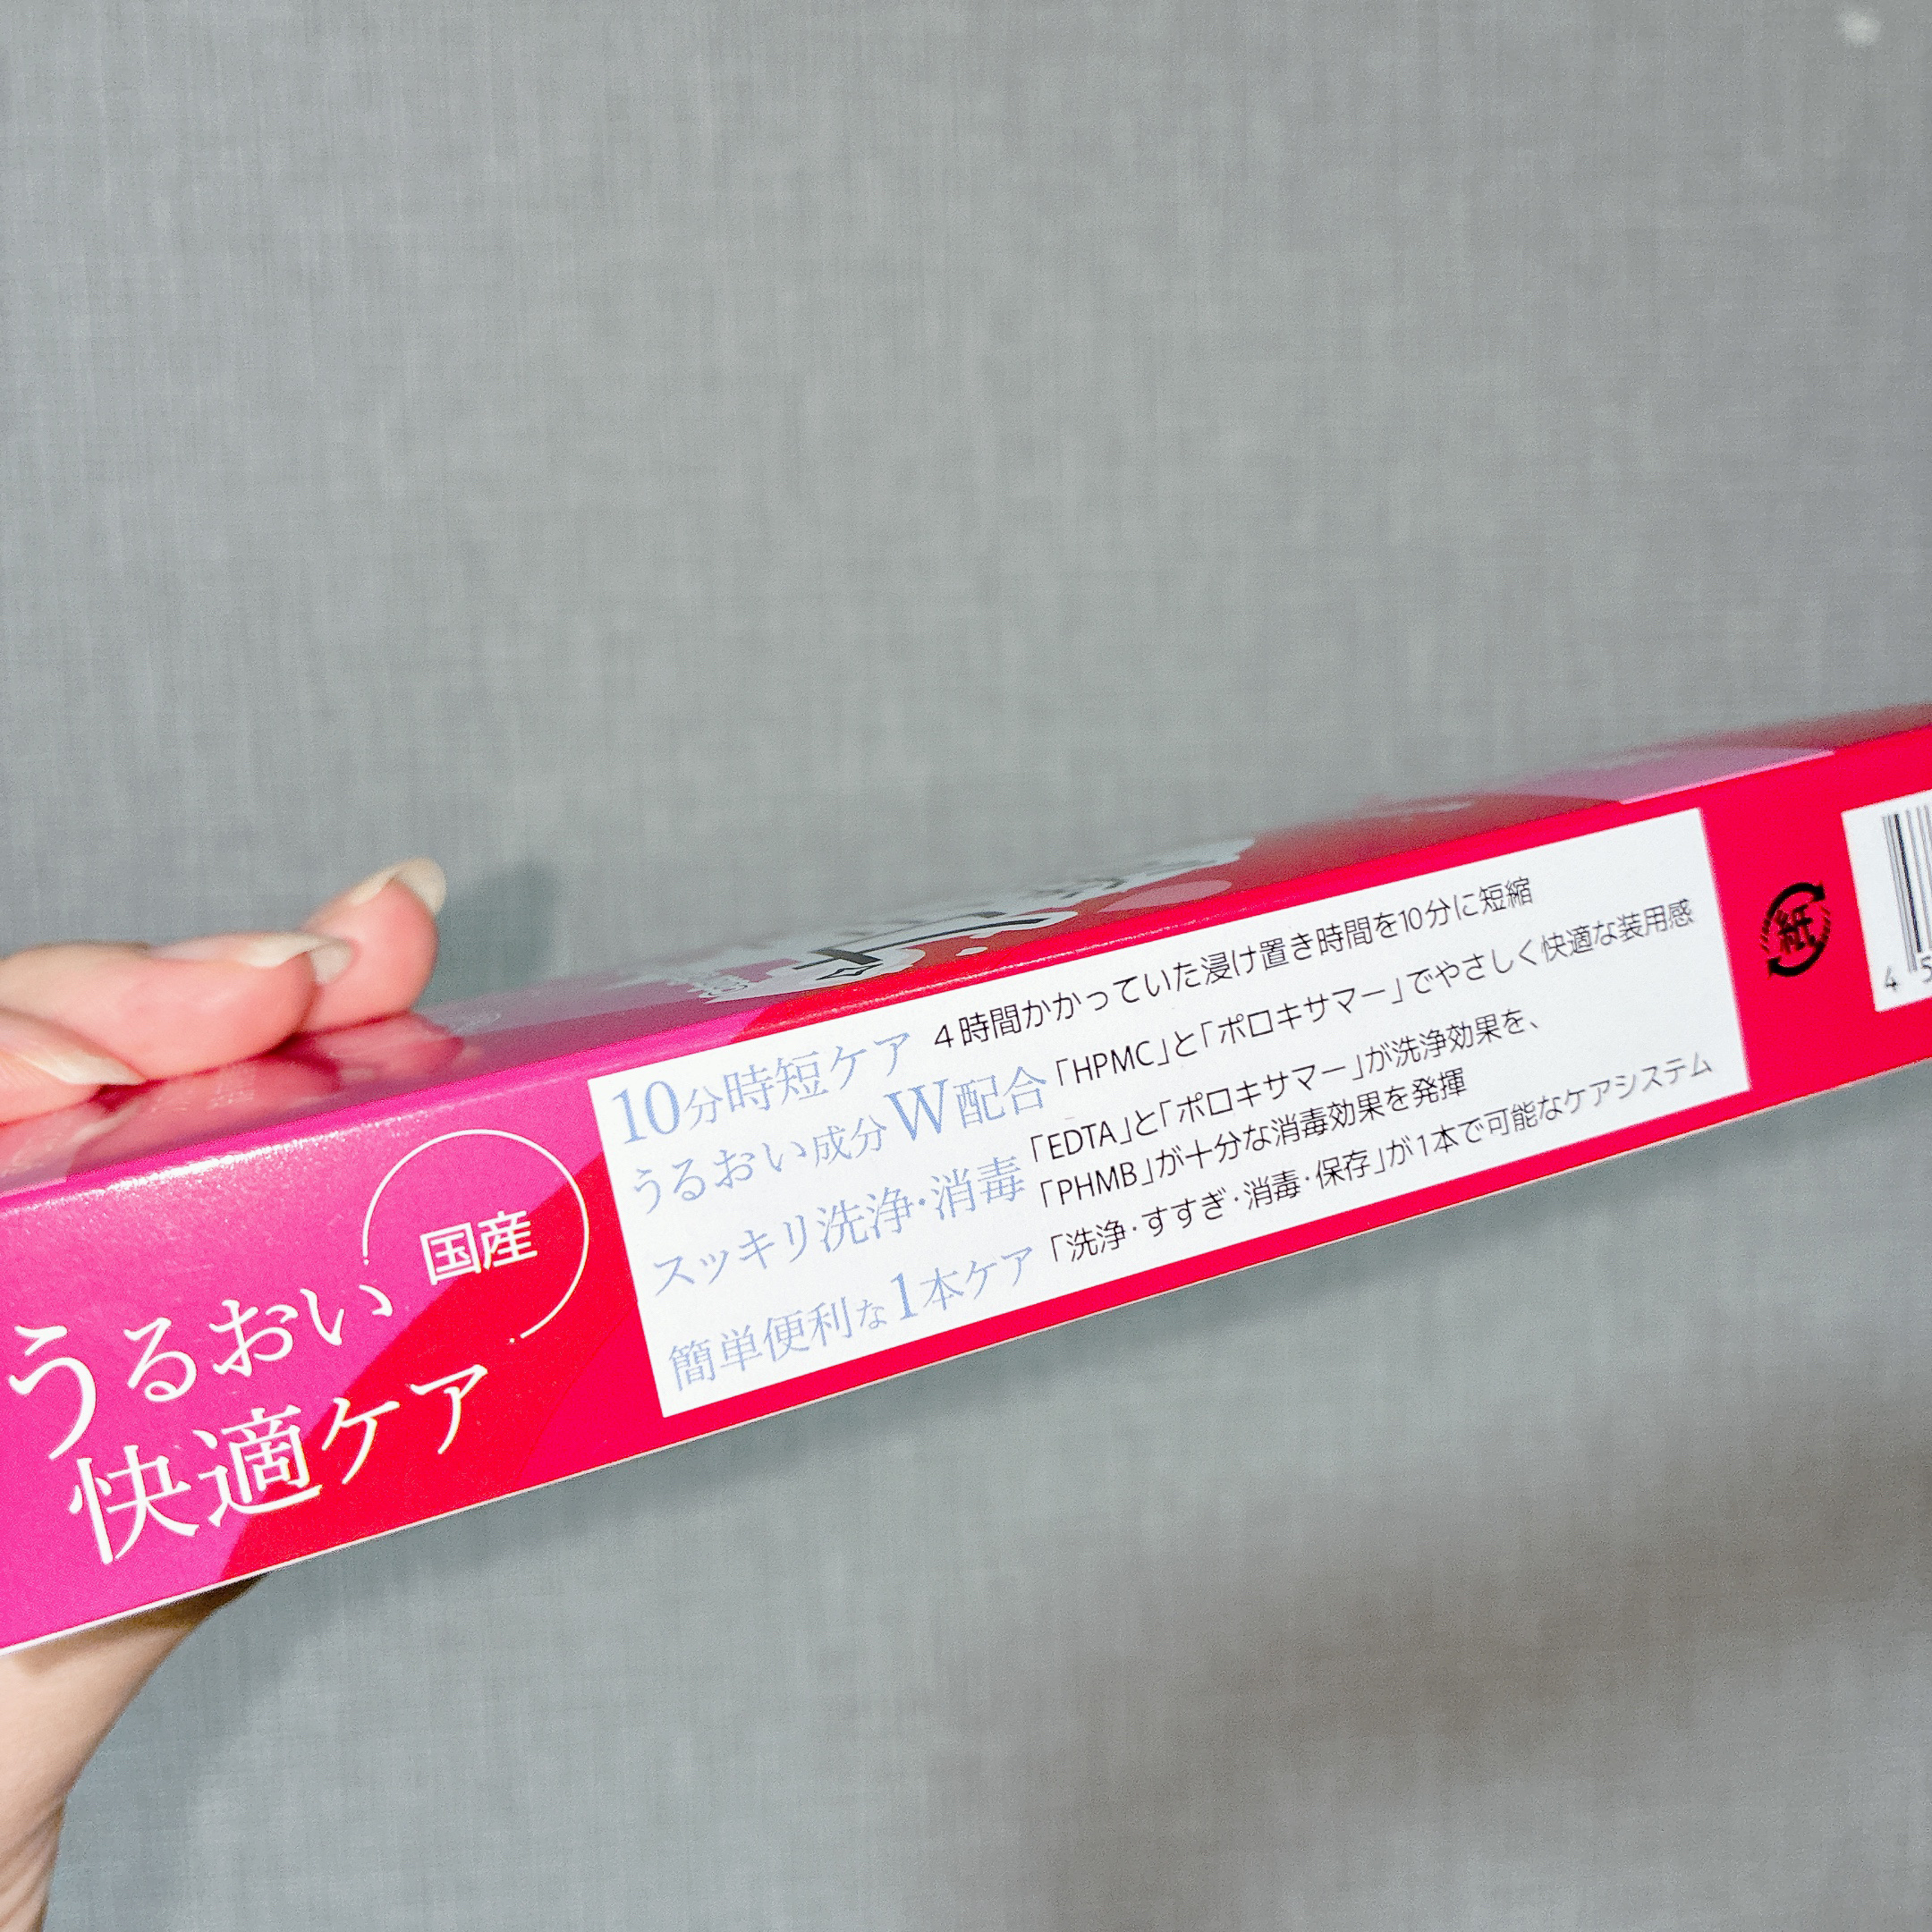 うるおい
快適ケア
国産
10分時短ケア 4時間かかっていた浸け置き時間を10分に短縮
うるおい成分W配合 「HPMC」と「ポロキサマー」でやさしく快適な装用感
スッキリ洗浄・消毒 「EDTA」と「ポロキサマー」が洗浄効果を、
「PHMB」が十分な消毒効果を発揮
簡単便利な1本ケア 「洗浄・すすぎ・消毒・保存」が1本で可能なケアシステム
紙
4 5